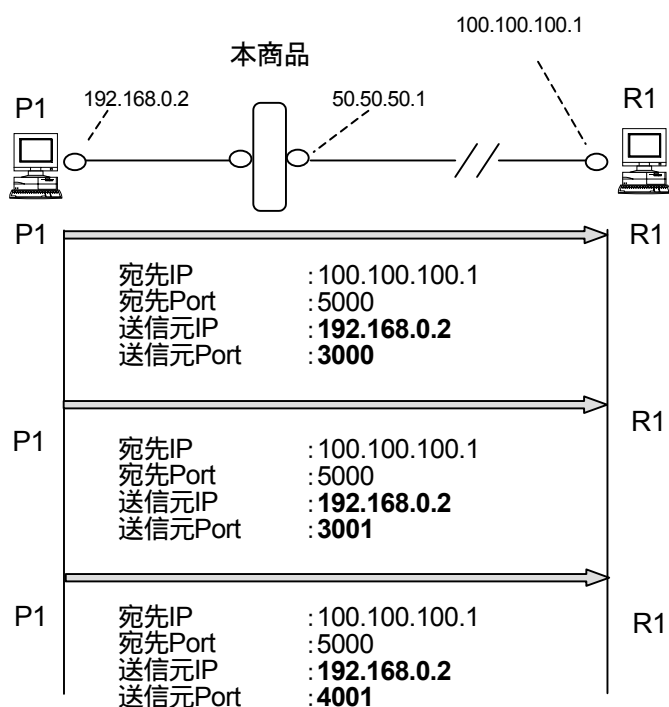 100.100.100.1
本商品
P1
192.168.0.2
50.50.50.1
R1
P1
R1
宛先IP :100.100.100.1
宛先Port :5000
送信元IP :192.168.0.2
送信元Port :3000
P1
R1
宛先IP :100.100.100.1
宛先Port :5000
送信元IP :192.168.0.2
送信元Port :3001
P1
R1
宛先IP :100.100.100.1
宛先Port :5000
送信元IP :192.168.0.2
送信元Port :4001